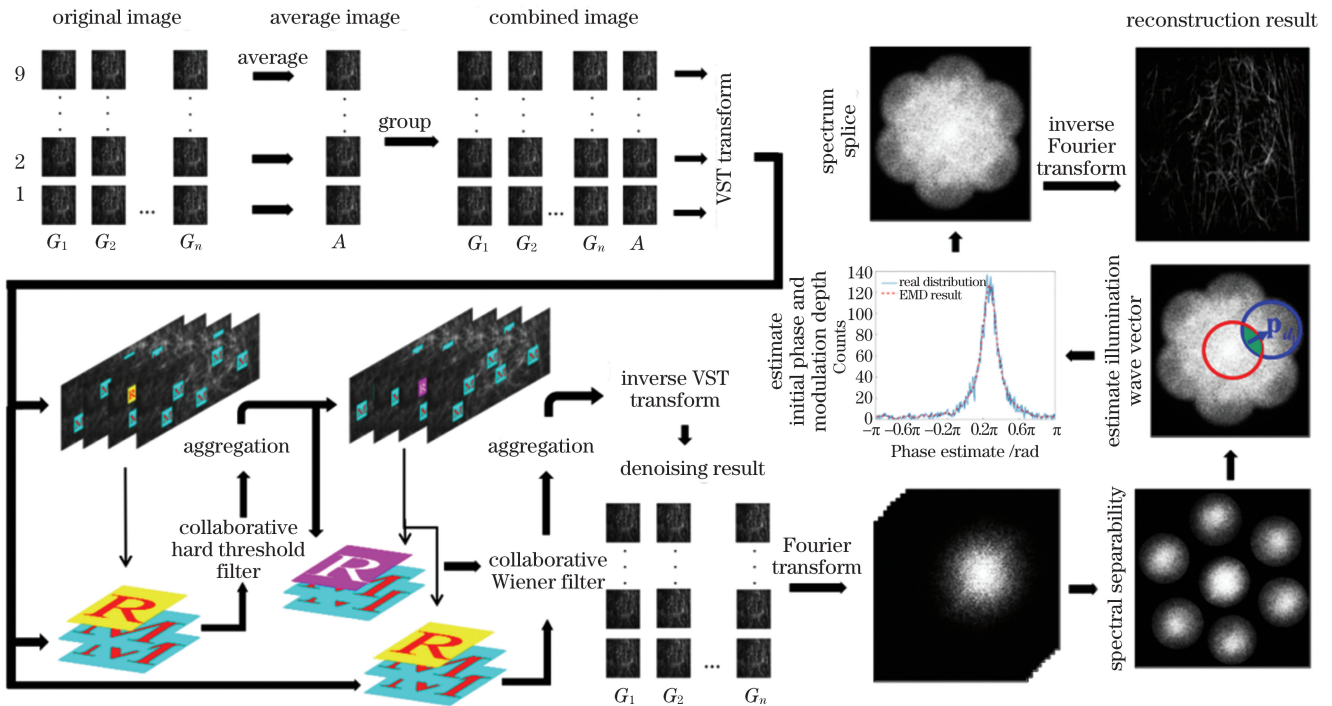 original image
average image
combined image
reconstruction result
9
2
1
average
group
VST transform
...
...
G1 G2 Gn
A
G1 G2 Gn A
spectrum
splice
inverse
Fourier
transform
estimate
initial phase and
modulation depth
Counts
140
120
100
80
60
40
20
0
real distribution
EMD result
−π −0.6π −0.2π 0.2π 0.6π π
Phase estimate /rad
estimate illumination
wave vector
Pd
M
R
M
R
aggregation
aggregation
inverse VST
transform
denoising result
collaborative
hard threshold
filter
collaborative
Wiener filter
R
M
R
M
R
M
...
G1 G2 Gn
Fourier
transform
spectral separability